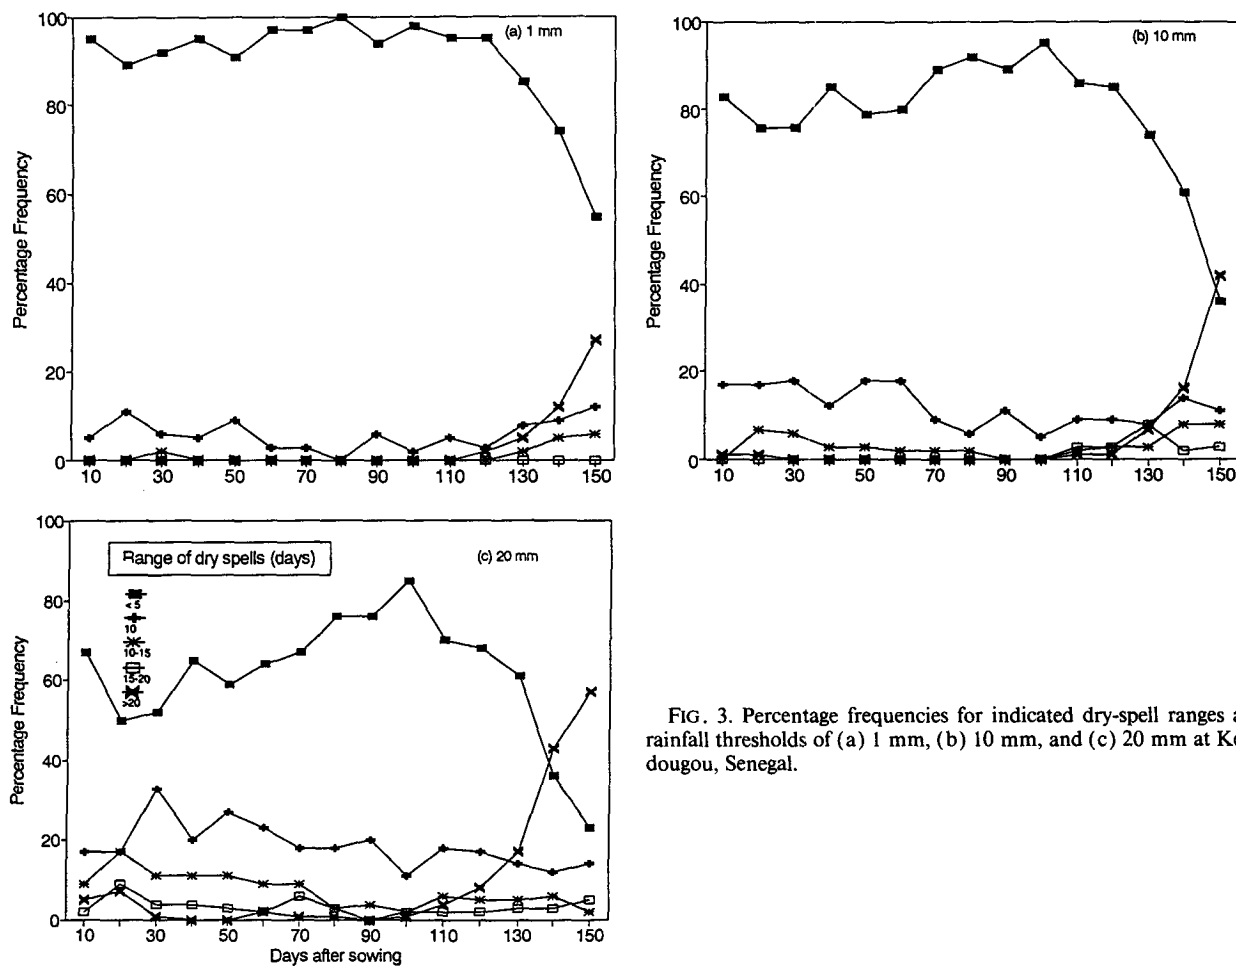 100
80
60
40
20
0
Percentage Frequency
(a) 1 mm
10 30 50 70 90 110 130 150
100
80
60
40
20
0
Percentage Frequency
(b) 10 mm
10 30 50 70 90 110 130 150
100
80
60
40
20
0
Percentage Frequency
Range of dry spells (days)
(c) 20 mm
< 5
10
10-15
15-20
>20
10 30 50 70 90 110 130 150
Days after sowing
FIG. 3. Percentage frequencies for indicated dry-spell ranges
rainfall thresholds of (a) 1 mm, (b) 10 mm, and (c) 20 mm at
dougou, Senegal.